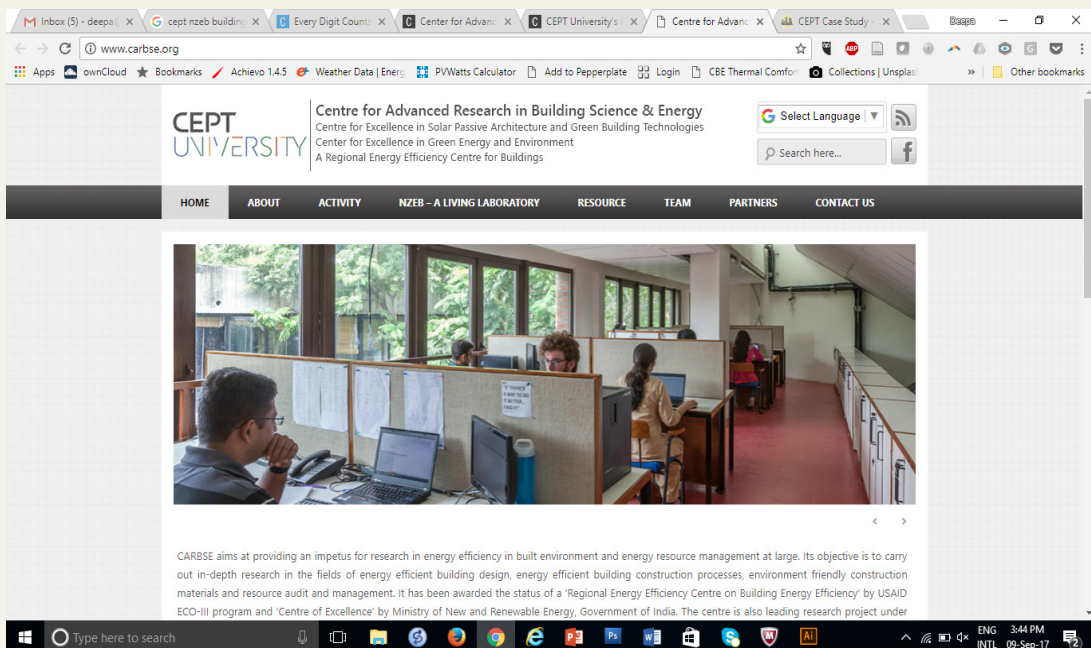 Inbox (5) - deepa@
cept nzeb building
Every Digit Counts
Center for Advanc
CEPT University's
Centre for Advanc
CEPT Case Study -
Deepa
www.carbse.org
Apps ownCloud Bookmarks Achievo 1.4.5 Weather Data | Energ PVWatts Calculator Add to Pepperplate Login CBE Thermal Comfor Collections | Unsplas » Other bookmarks
CEPT
UNIVERSITY
Centre for Advanced Research in Building Science & Energy
Centre for Excellence in Solar Passive Architecture and Green Building Technologies
Center for Excellence in Green Energy and Environment
A Regional Energy Efficiency Centre for Buildings
Select Language
Search here...
HOME ABOUT ACTIVITY NZEB – A LIVING LABORATORY RESOURCE TEAM PARTNERS CONTACT US
"IF THERE'S
A WAY TO DO
IT BETTER...
FIND IT"
CARBSE aims at providing an impetus for research in energy efficiency in built environment and energy resource management at large. Its objective is to carry
out in-depth research in the fields of energy efficient building design, energy efficient building construction processes, environment friendly construction
materials and resource audit and management. It has been awarded the status of a 'Regional Energy Efficiency Centre on Building Energy Efficiency' by USAID
ECO-III program and 'Centre of Excellence' by Ministry of New and Renewable Energy, Government of India. The centre is also leading research project under
Type here to search
ENG 3:44 PM
INTL 09-Sep-17